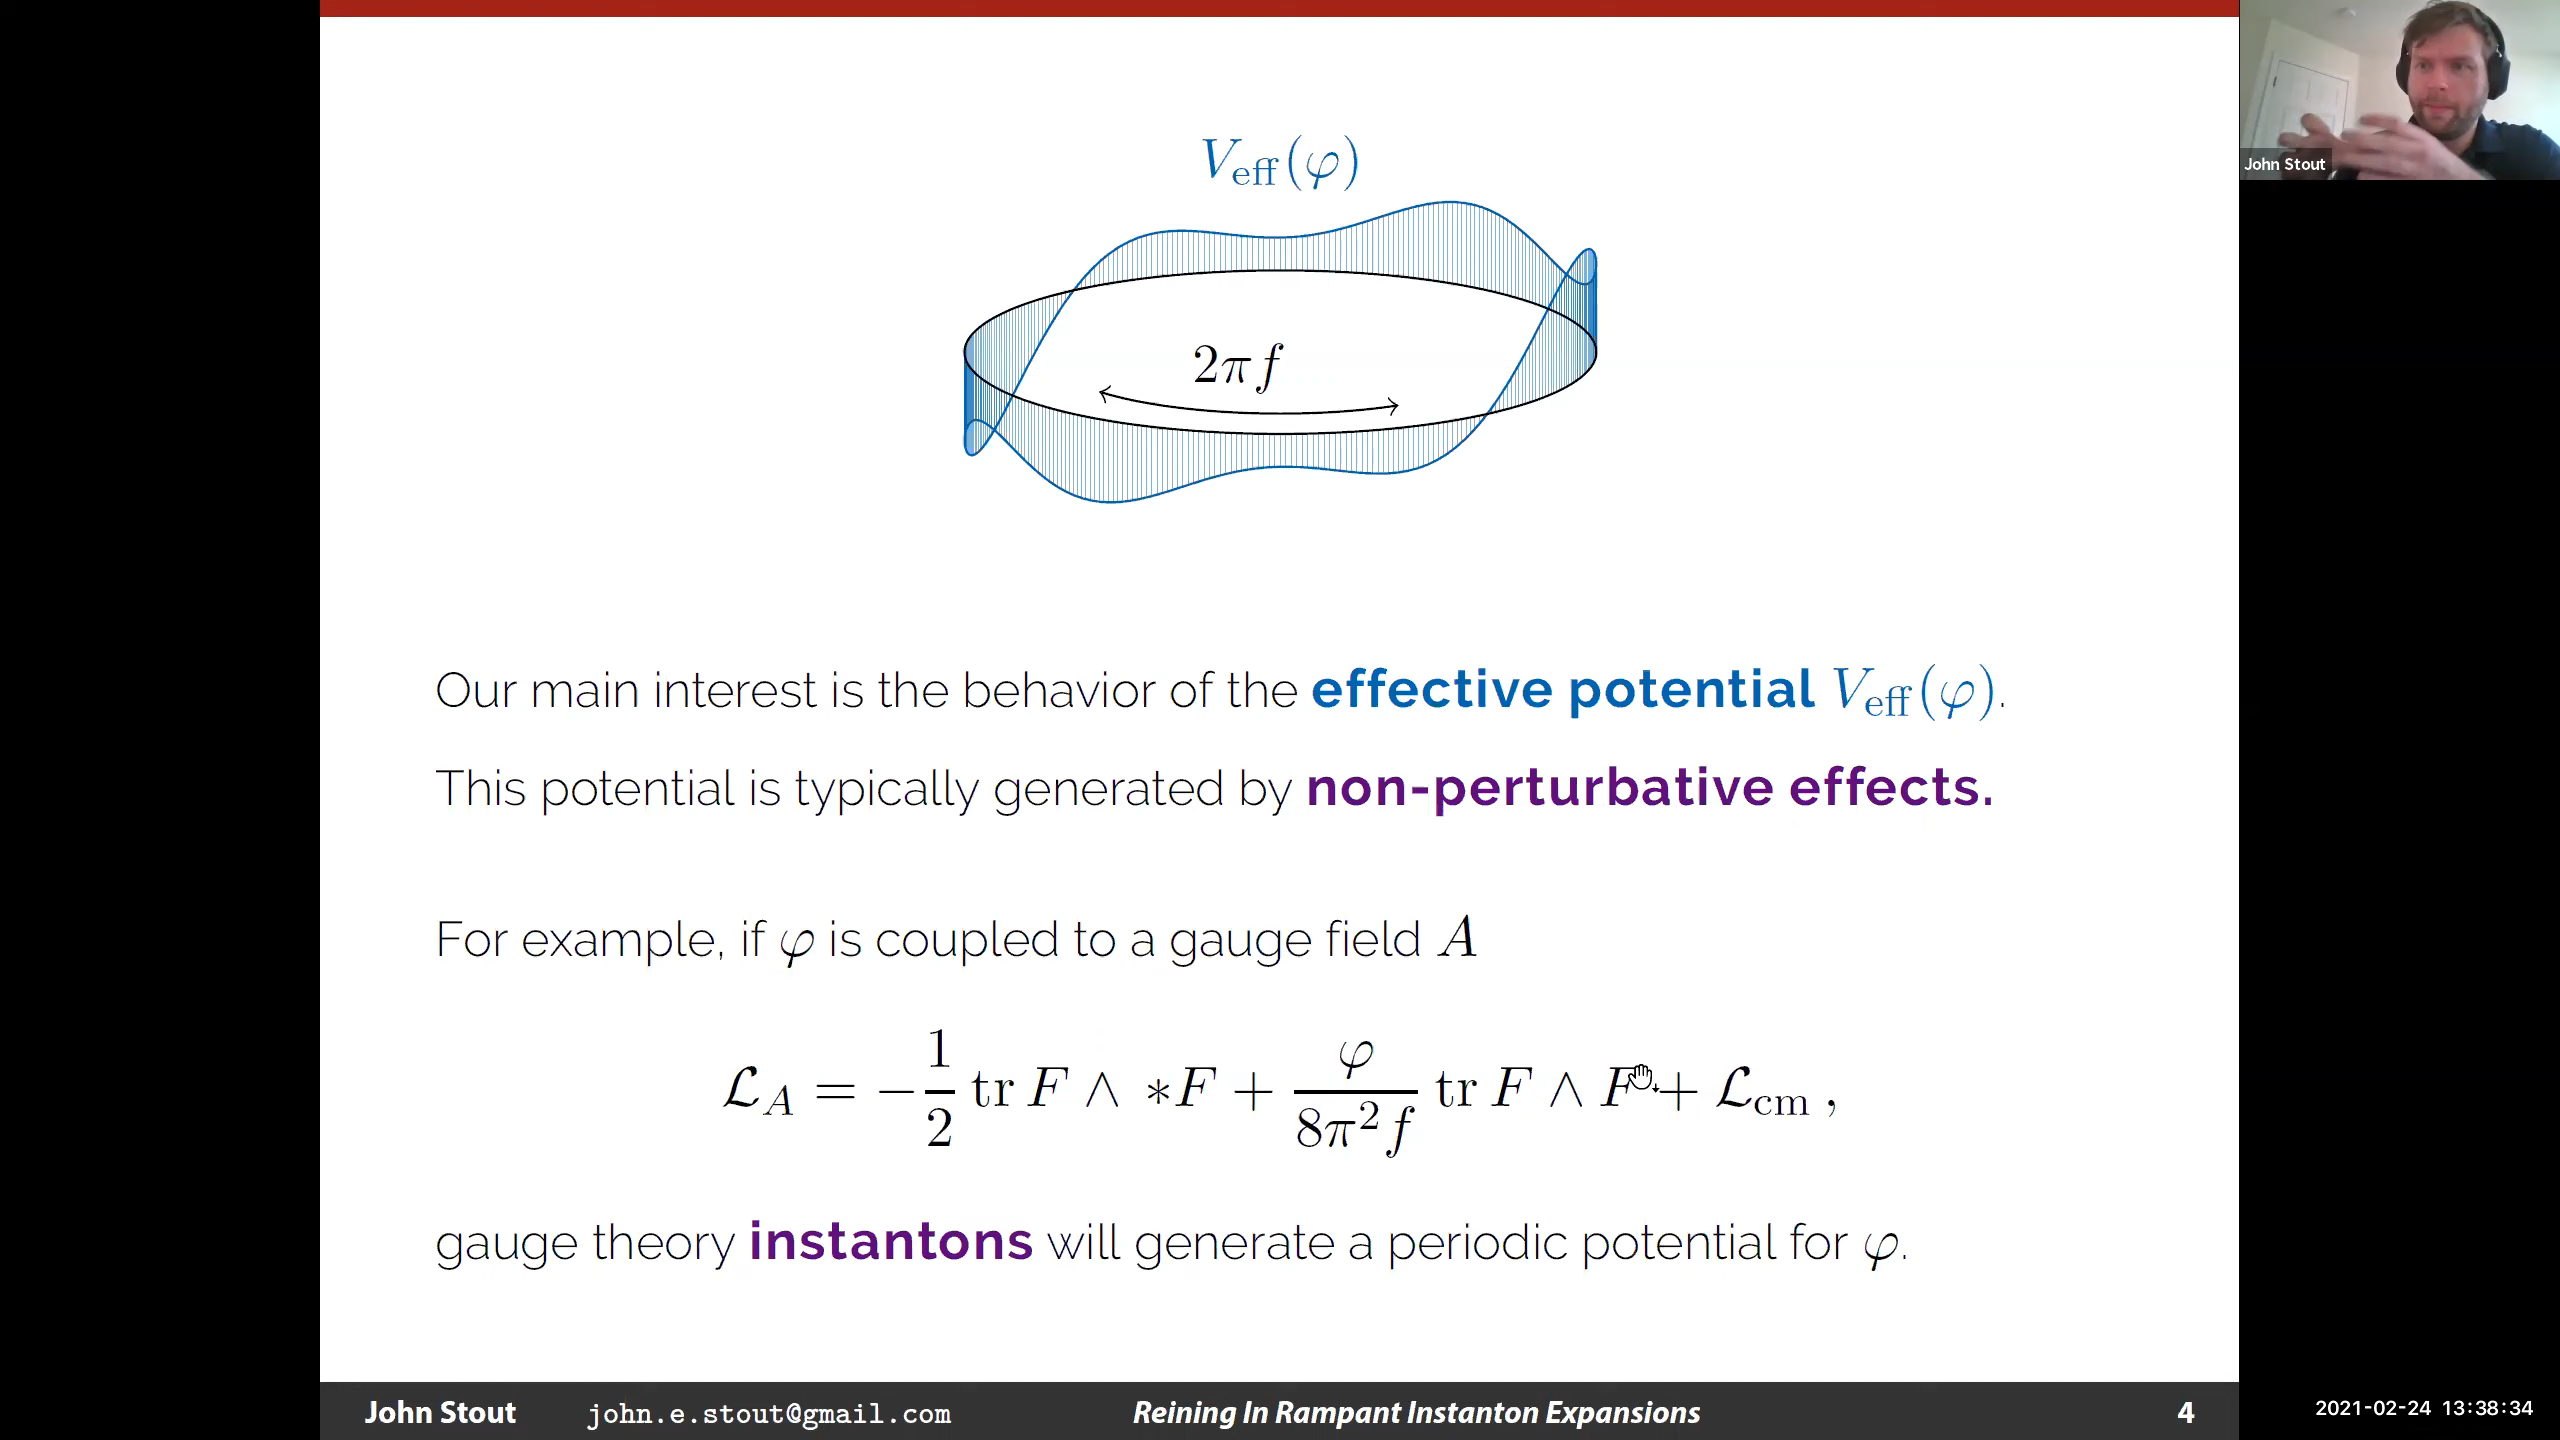 V_eff(φ)
John Stout
2πf
Our main interest is the behavior of the effective potential V_eff(φ).
This potential is typically generated by non-perturbative effects.
For example, if φ is coupled to a gauge field A
ℒ_A = −1/2 tr F ∧ *F + φ/(8π²f) tr F ∧ F + ℒ_cm ,
gauge theory instantons will generate a periodic potential for φ.
John Stout john.e.stout@gmail.com Reining In Rampant Instanton Expansions 4
2021-02-24 13:38:34